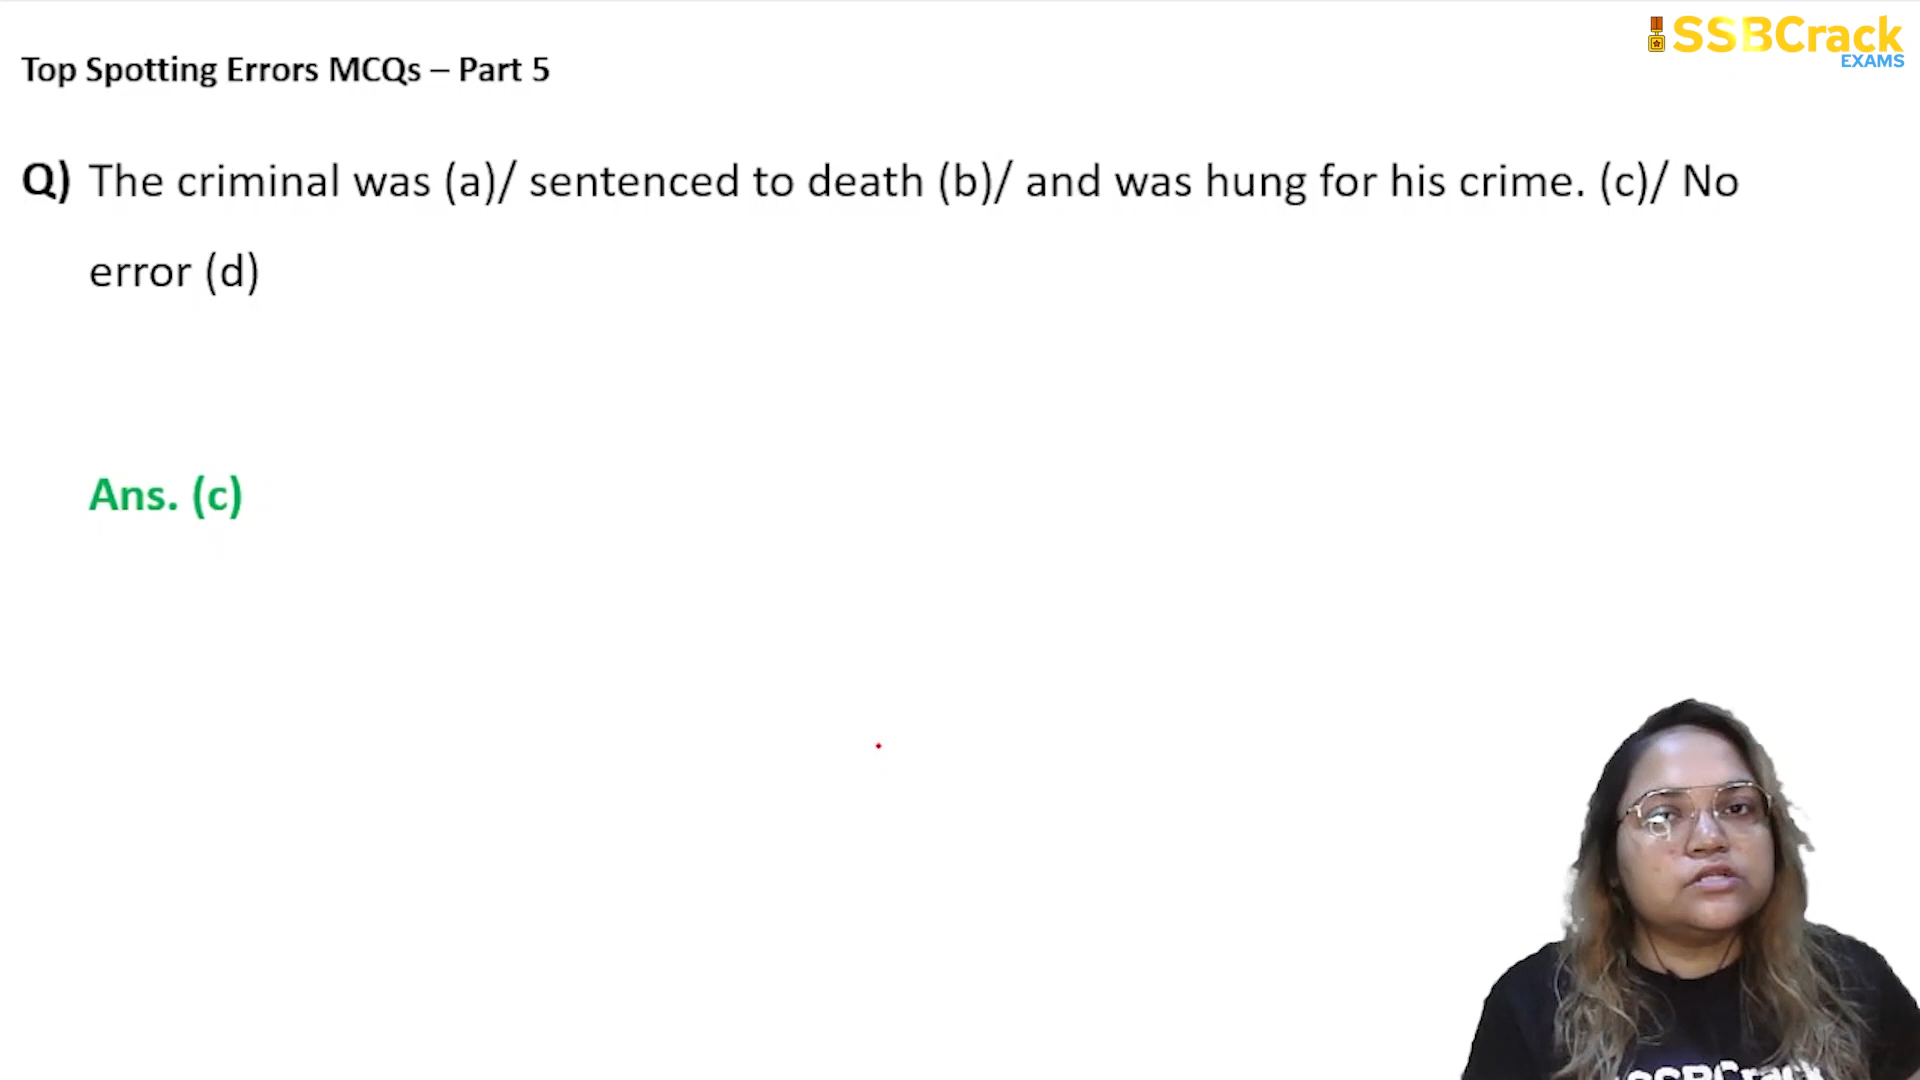 SSBCrack
EXAMS
Top Spotting Errors MCQs – Part 5
Q) The criminal was (a)/ sentenced to death (b)/ and was hung for his crime. (c)/ No
error (d)
Ans. (c)
SSBCrack